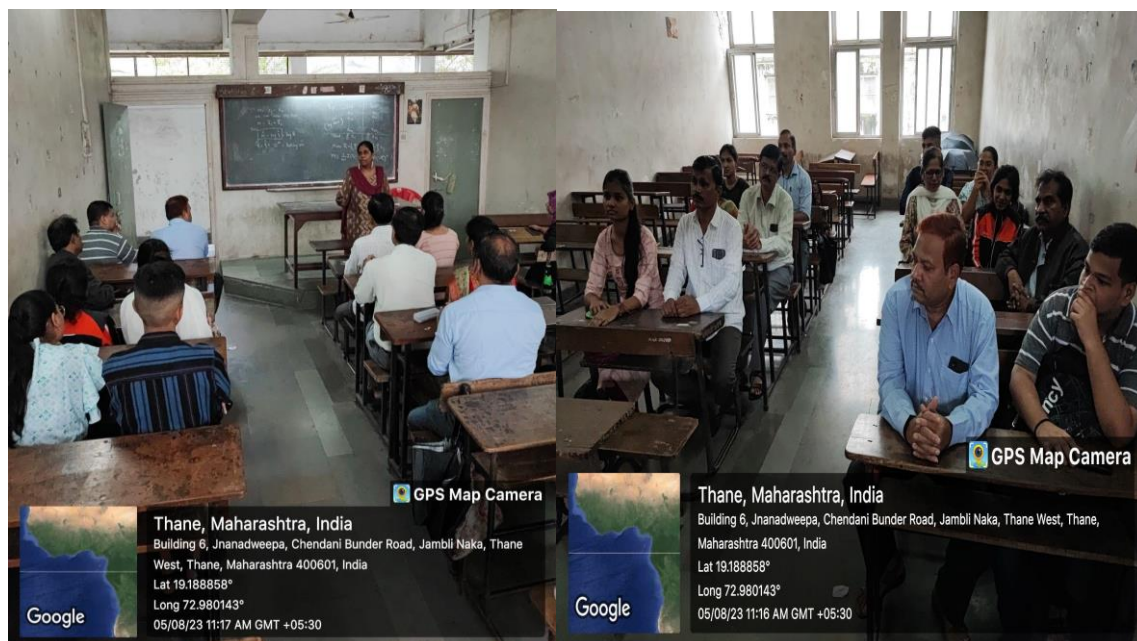 GPS Map Camera
Thane, Maharashtra, India
Building 6, Jnanadweepa, Chendani Bunder Road, Jambli Naka, Thane
West, Thane, Maharashtra 400601, India
Lat 19.188858°
Long 72.980143°
05/08/23 11:17 AM GMT +05:30
Google
GPS Map Camera
Thane, Maharashtra, India
Building 6, Jnanadweepa, Chendani Bunder Road, Jambli Naka, Thane West, Thane,
Maharashtra 400601, India
Lat 19.188858°
Long 72.980143°
05/08/23 11:16 AM GMT +05:30
Google